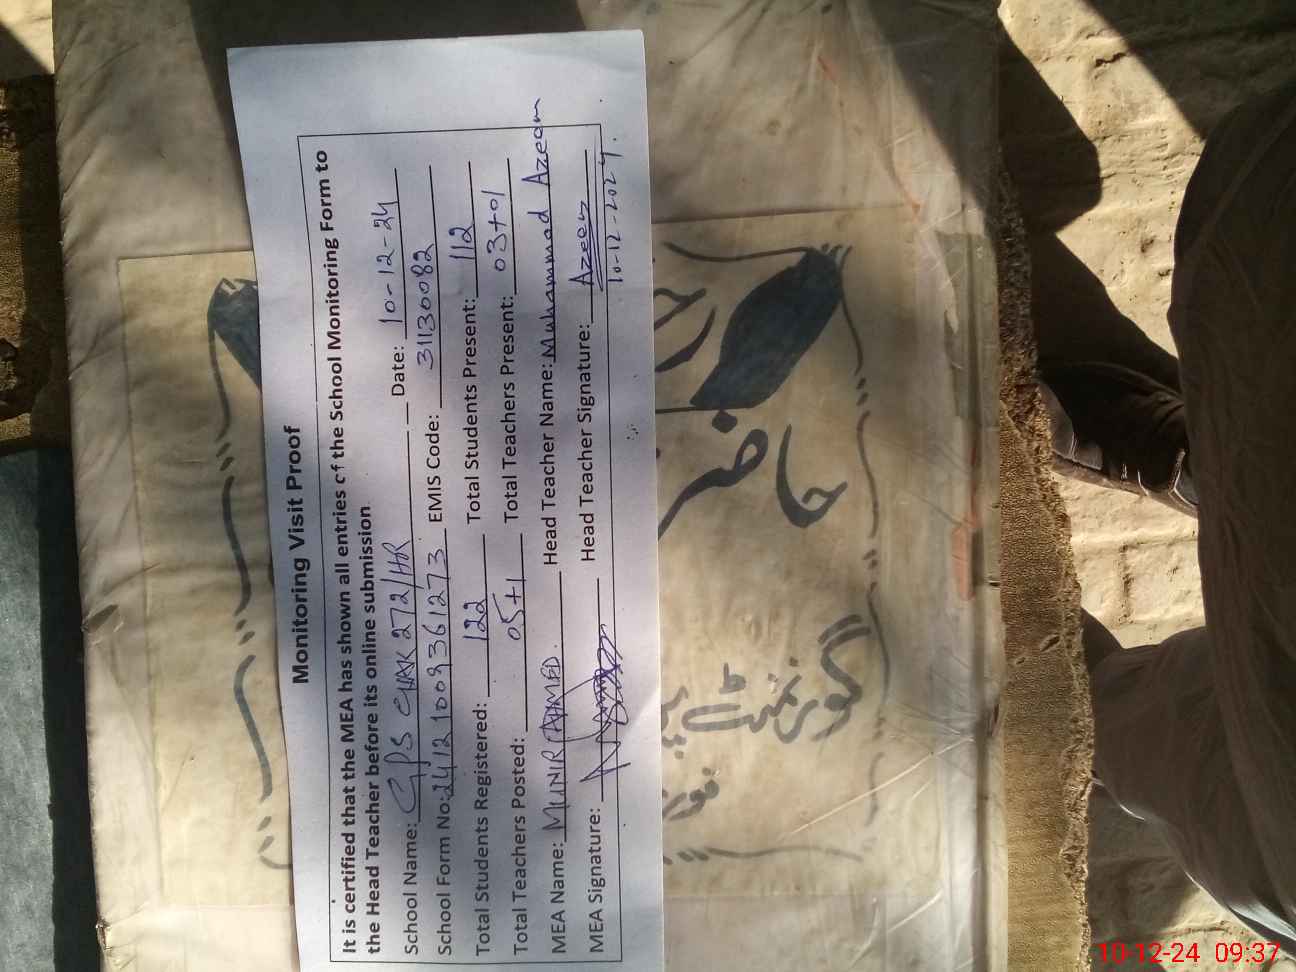 Monitoring Visit Proof
It is certified that the MEA has shown all entries of the School Monitoring Form to
the Head Teacher before its online submission
School Name: GPS CHAK 272/HR Date: 10-12-24
School Form No: 24121009361273 EMIS Code: 31130082
Total Students Registered: 122 Total Students Present: 112
Total Teachers Posted: 05+1 Total Teachers Present: 03+01
MEA Name: MUNIR AHMED. Head Teacher Name: Muhammad Azeem
MEA Signature: Head Teacher Signature: Azeem
10-12-2024.
حاضر
گورنمنٹ
10-12-24 09:37